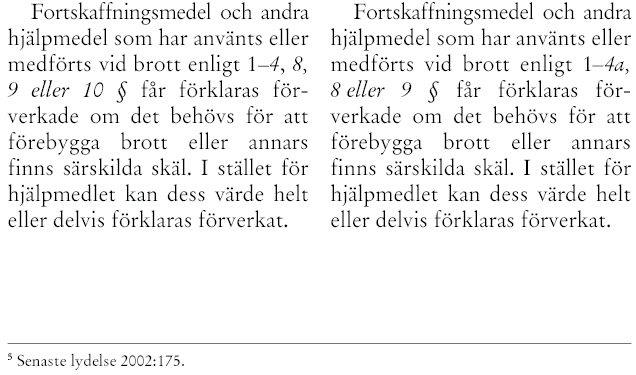 Fortskaffningsmedel och andra
hjälpmedel som har använts eller
medförts vid brott enligt 1–4, 8,
9 eller 10 § får förklaras för-
verkade om det behövs för att
förebygga brott eller annars
finns särskilda skäl. I stället för
hjälpmedlet kan dess värde helt
eller delvis förklaras förverkat.
Fortskaffningsmedel och andra
hjälpmedel som har använts eller
medförts vid brott enligt 1–4a,
8 eller 9 § får förklaras för-
verkade om det behövs för att
förebygga brott eller annars
finns särskilda skäl. I stället för
hjälpmedlet kan dess värde helt
eller delvis förklaras förverkat.
5 Senaste lydelse 2002:175.